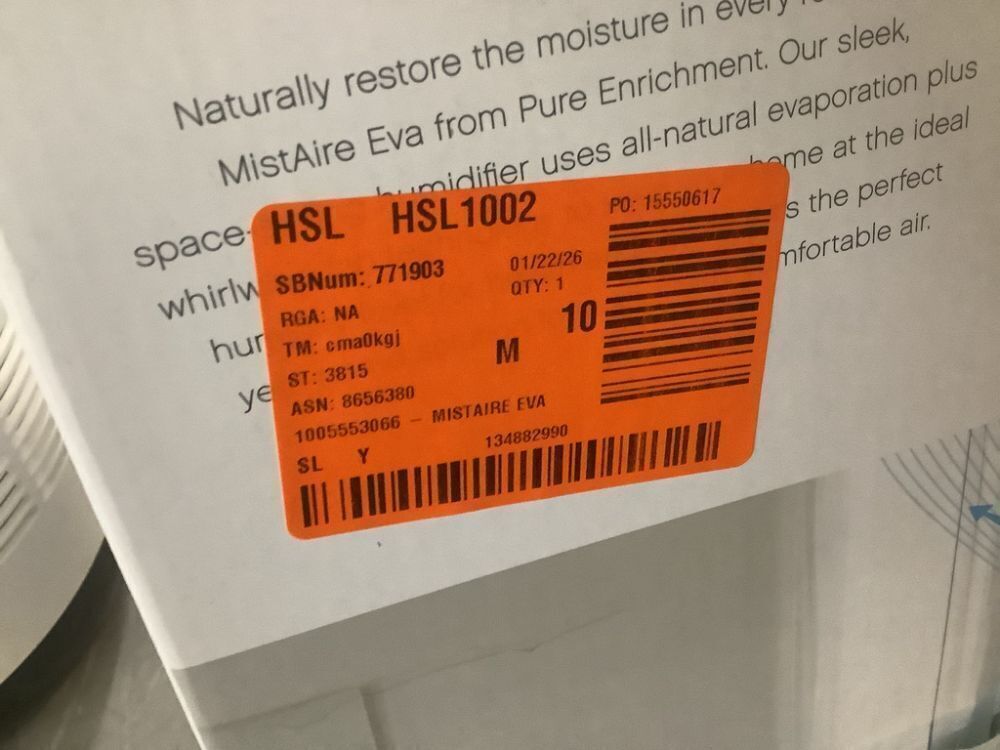 Naturally restore the moisture in every
MistAire Eva from Pure Enrichment. Our sleek,
space- humidifier uses all-natural evaporation plus
whirlw home at the ideal
hur s the perfect
ye mfortable air.
HSL HSL1002
PO: 15550617
SBNum: 771903
01/22/26
RGA: NA
QTY: 1
TM: cma0kgj
M
10
ST: 3815
ASN: 8656380
1005553066 - MISTAIRE EVA
SL Y
134882990